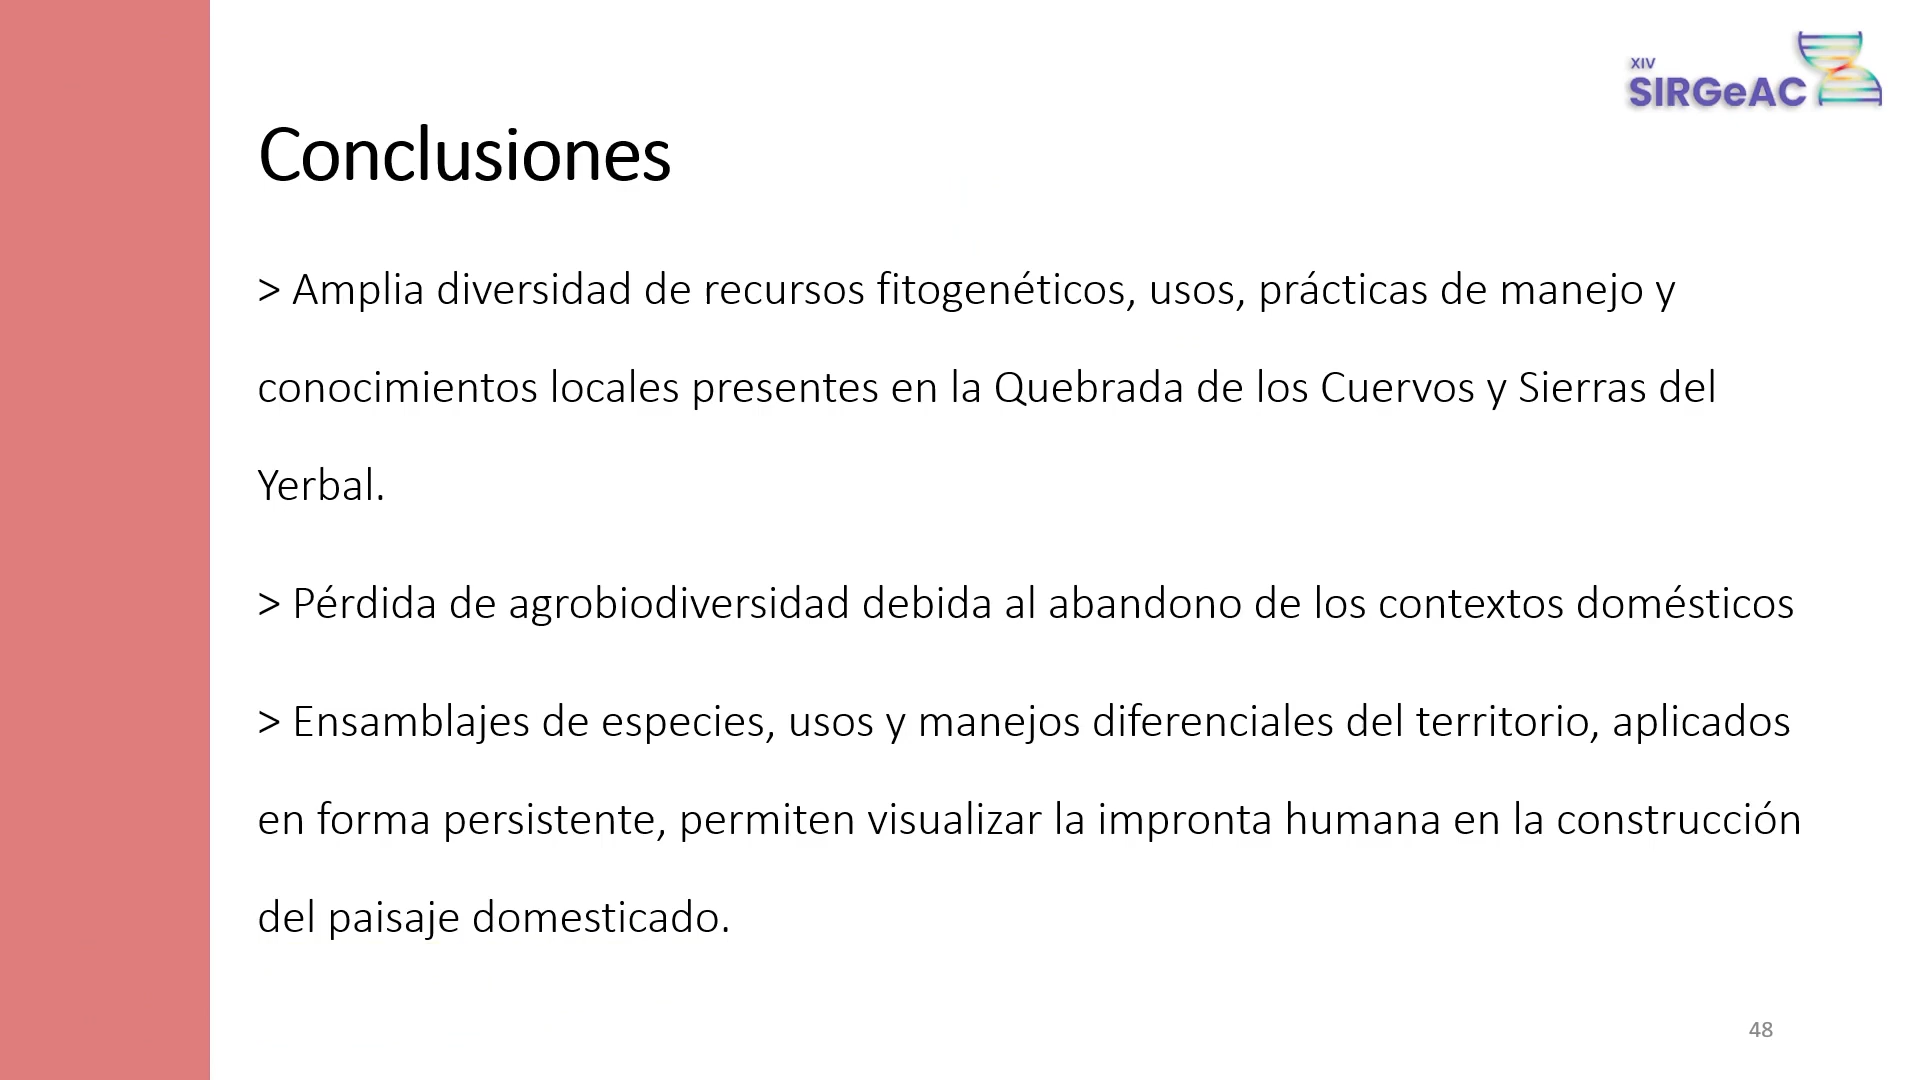 XIV
SIRGeAC
Conclusiones
> Amplia diversidad de recursos fitogenéticos, usos, prácticas de manejo y
conocimientos locales presentes en la Quebrada de los Cuervos y Sierras del
Yerbal.
> Pérdida de agrobiodiversidad debida al abandono de los contextos domésticos
> Ensamblajes de especies, usos y manejos diferenciales del territorio, aplicados
en forma persistente, permiten visualizar la impronta humana en la construcción
del paisaje domesticado.
48